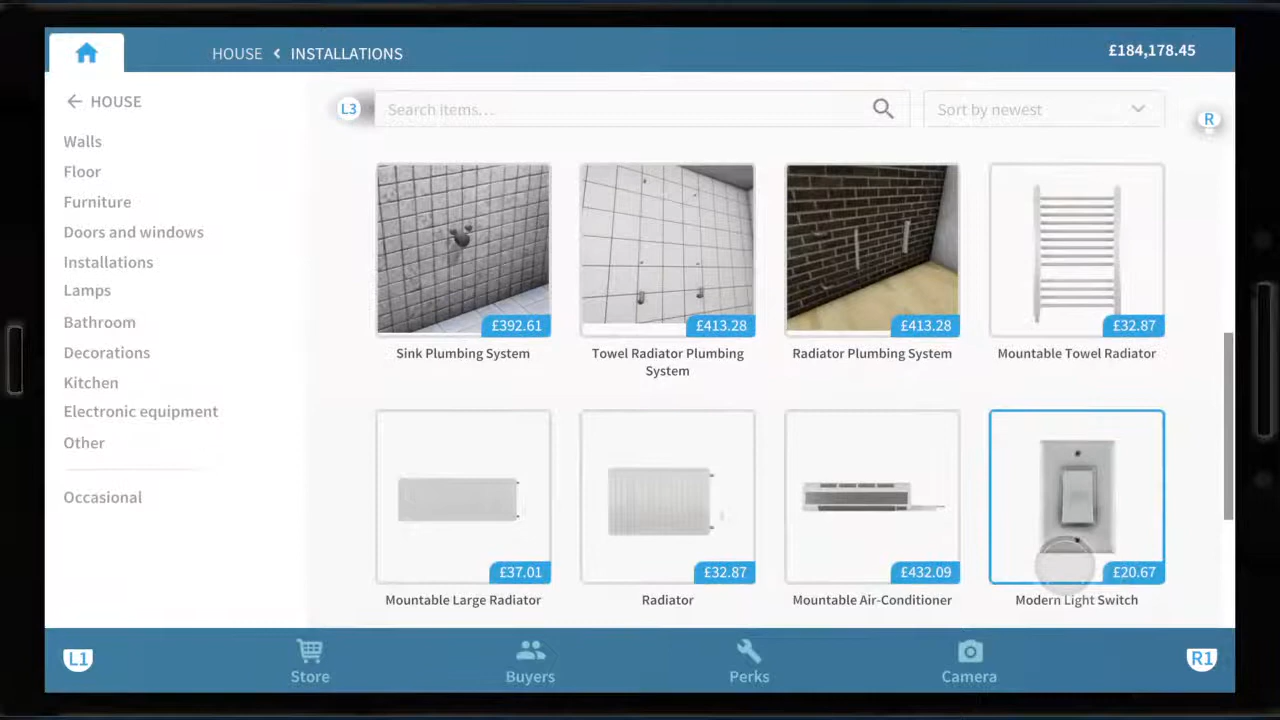 HOUSE < INSTALLATIONS
£184,178.45
HOUSE
Walls
Floor
Furniture
Doors and windows
Installations
Lamps
Bathroom
Decorations
Kitchen
Electronic equipment
Other
Occasional
L3
Search items...
Sort by newest
R
£392.61
Sink Plumbing System
£413.28
Towel Radiator Plumbing
System
£413.28
Radiator Plumbing System
£32.87
Mountable Towel Radiator
£37.01
Mountable Large Radiator
£32.87
Radiator
£432.09
Mountable Air-Conditioner
£20.67
Modern Light Switch
L1
Store
Buyers
Perks
Camera
R1